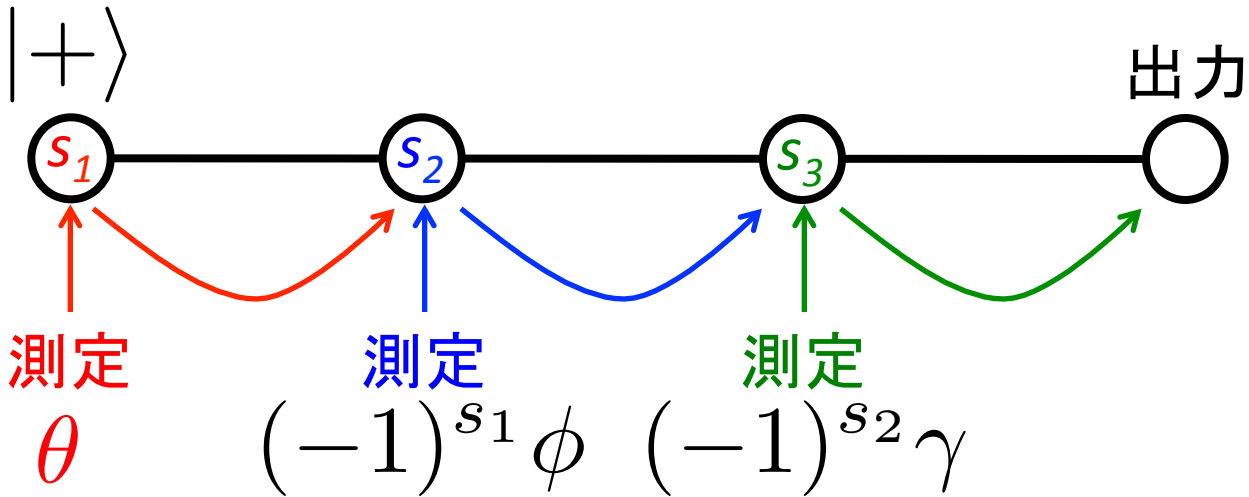 |+⟩
出力
s₁ s₂ s₃
測定 測定 測定
θ (−1)^{s₁}ϕ (−1)^{s₂}γ